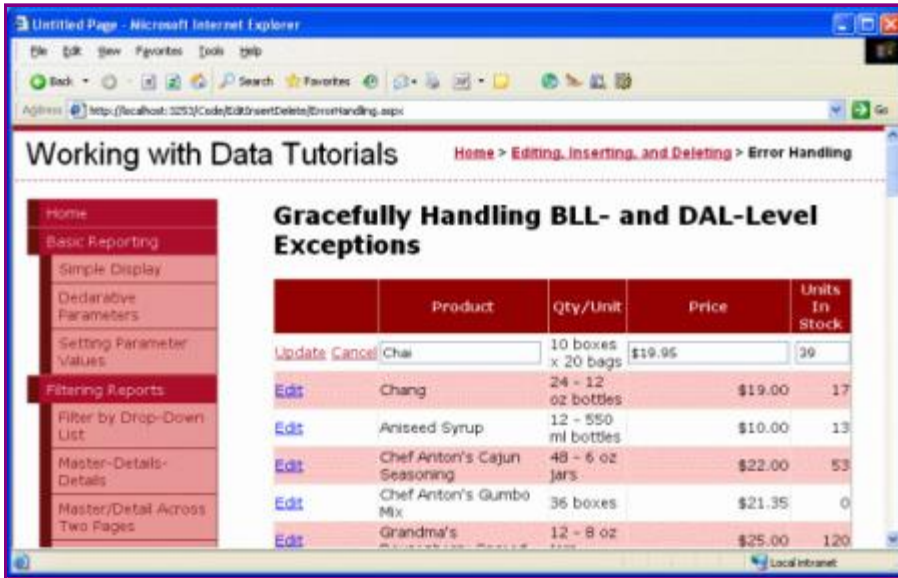 Untitled Page - Microsoft Internet Explorer
File Edit View Favorites Tools Help
Back Search Favorites
Address http://localhost:3253/Code/EditInsertDelete/ErrorHandling.aspx Go
Working with Data Tutorials
Home > Editing, Inserting, and Deleting > Error Handling
Home
Basic Reporting
Simple Display
Declarative
Parameters
Setting Parameter
Values
Filtering Reports
Filter by Drop-Down
List
Master-Details-
Details
Master/Detail Across
Two Pages
Gracefully Handling BLL- and DAL-Level
Exceptions
Product Qty/Unit Price Units In Stock
Update Cancel Chai 10 boxes x 20 bags $19.95 39
Edit Chang 24 - 12 oz bottles $19.00 17
Edit Aniseed Syrup 12 - 550 ml bottles $10.00 13
Edit Chef Anton's Cajun Seasoning 48 - 6 oz jars $22.00 53
Edit Chef Anton's Gumbo Mix 36 boxes $21.35 0
Edit Grandma's 12 - 8 oz $25.00 120
Local intranet